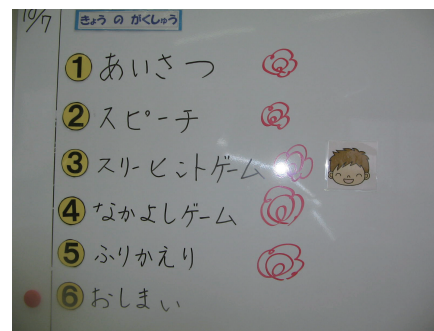 10/7
きょう の がくしゅう
1 あいさつ
2 スピーチ
3 スリーヒントゲーム
4 なかよしゲーム
5 ふりかえり
6 おしまい